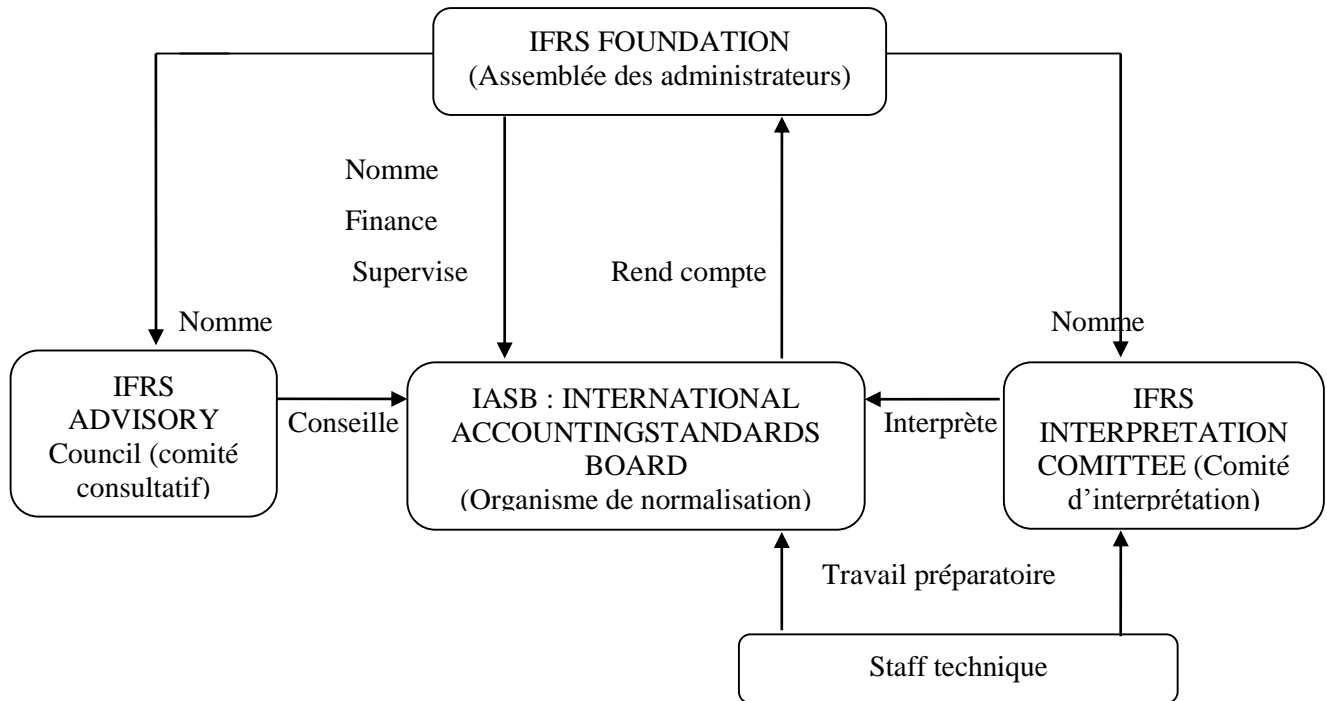 IFRS FOUNDATION
(Assemblée des administrateurs)
Nomme
Finance
Supervise
Rend compte
Nomme
Nomme
IFRS
ADVISORY
Council (comité
consultatif)
Conseille
IASB : INTERNATIONAL
ACCOUNTINGSTANDARDS
BOARD
(Organisme de normalisation)
Interprète
IFRS
INTERPRETATION
COMITTEE (Comité
d’interprétation)
Travail préparatoire
Staff technique